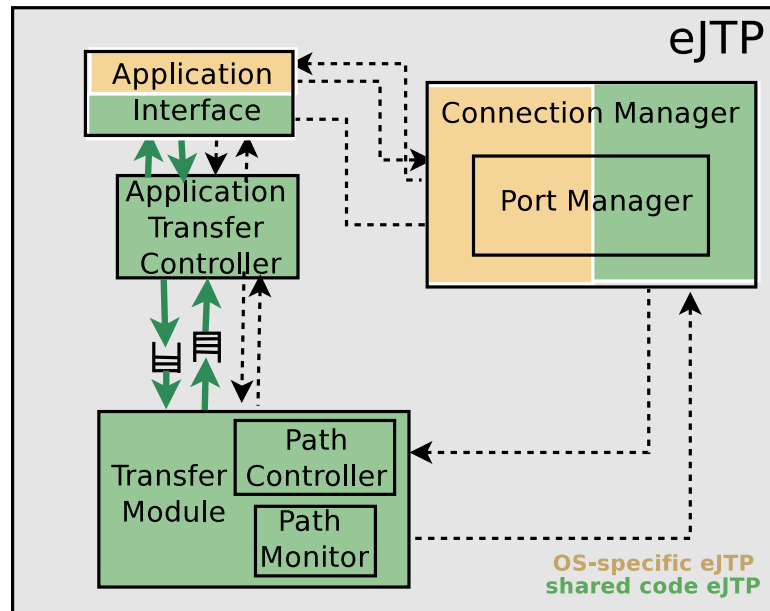 eJTP
Application
Interface
Connection Manager
Port Manager
Application
Transfer
Controller
Path
Controller
Transfer
Module
Path
Monitor
OS-specific eJTP
shared code eJTP